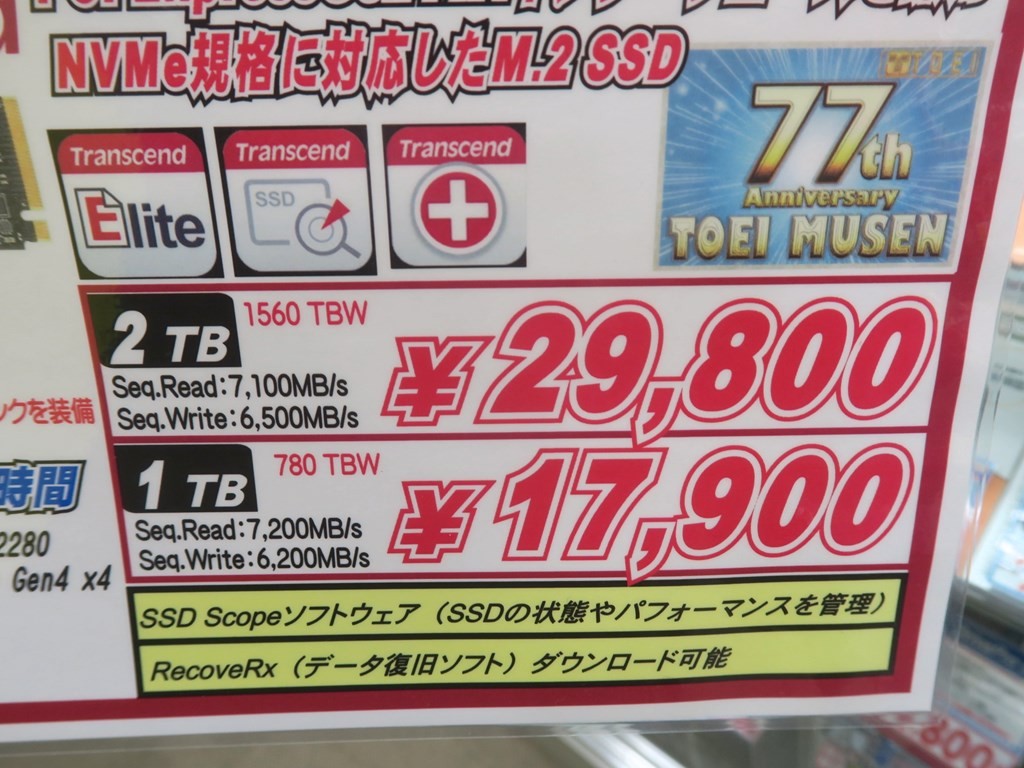 NVMe規格に対応したM.2 SSD
TOEI
77th
Anniversary
TOEI MUSEN
Transcend
Elite
Transcend
SSD
Transcend
2 TB
1560 TBW
¥29,800
Seq.Read:7,100MB/s
Seq.Write:6,500MB/s
クを装備
1 TB
780 TBW
¥17,900
Seq.Read:7,200MB/s
Seq.Write:6,200MB/s
時間
2280
Gen4 x4
SSD Scopeソフトウェア(SSDの状態やパフォーマンスを管理)
RecoveRx(データ復旧ソフト)ダウンロード可能